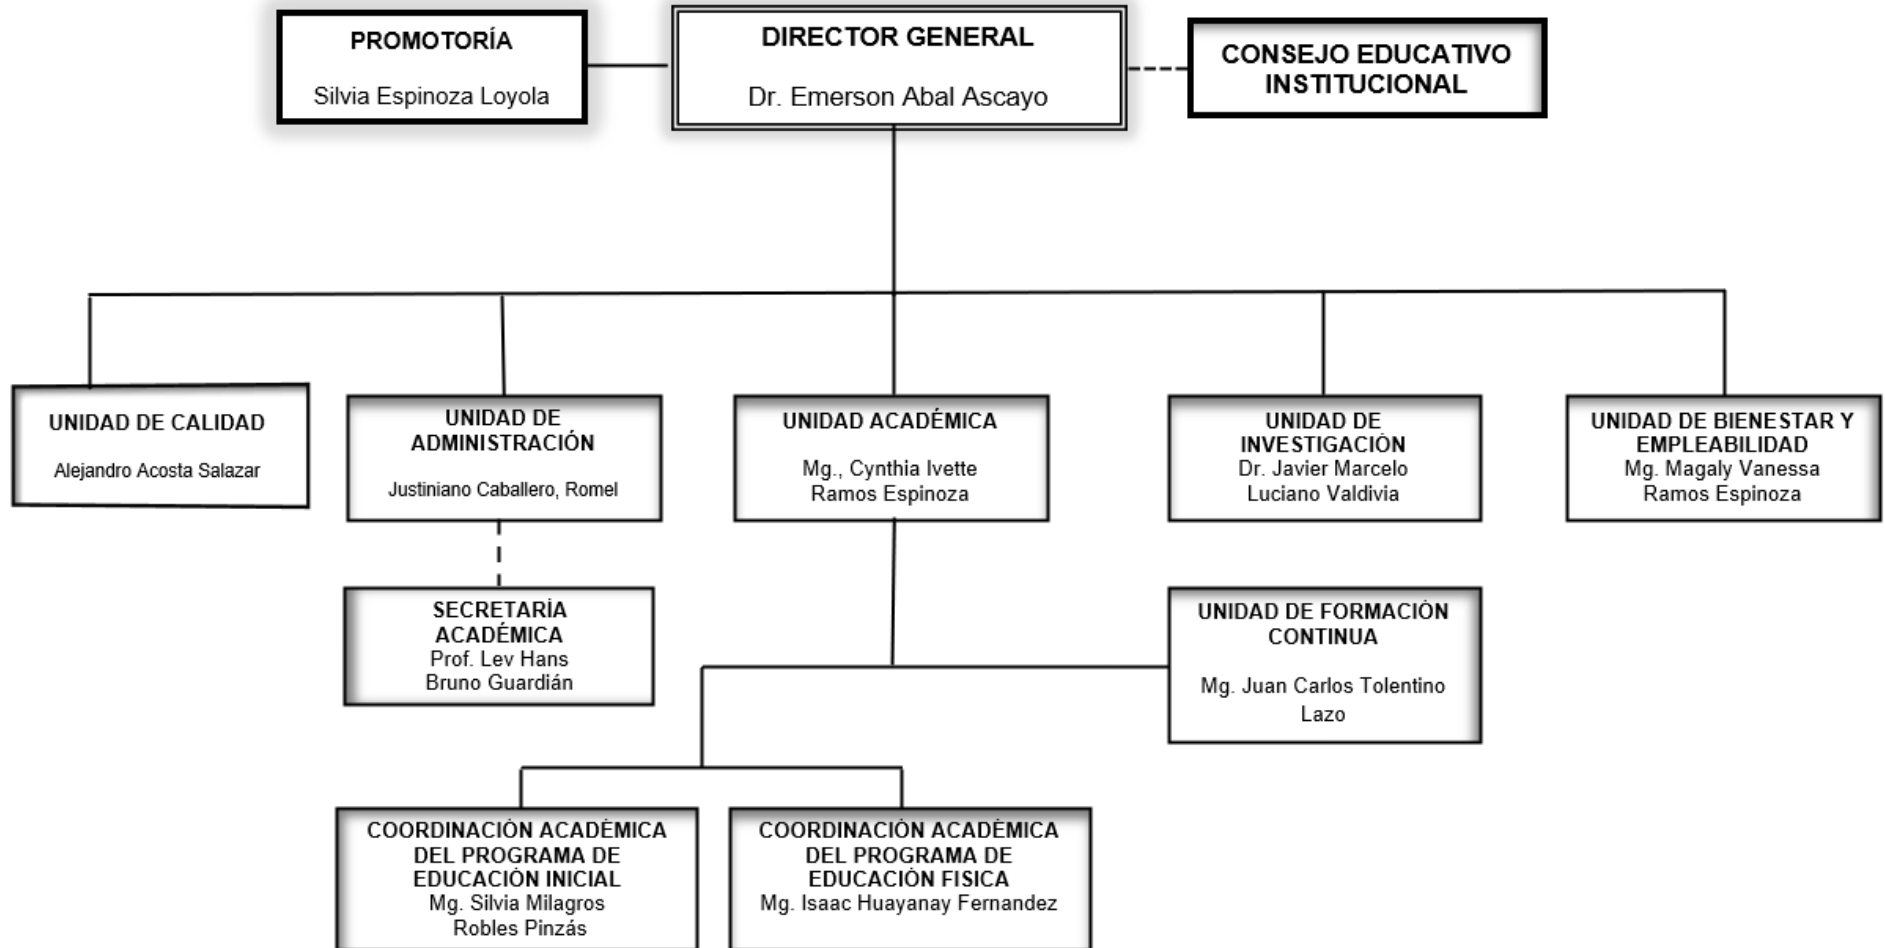 PROMOTORÍA
Silvia Espinoza Loyola
DIRECTOR GENERAL
Dr. Emerson Abal Ascayo
CONSEJO EDUCATIVO
INSTITUCIONAL
UNIDAD DE CALIDAD
Alejandro Acosta Salazar
UNIDAD DE
ADMINISTRACIÓN
Justiniano Caballero, Romel
UNIDAD ACADÉMICA
Mg., Cynthia Ivette
Ramos Espinoza
UNIDAD DE
INVESTIGACIÓN
Dr. Javier Marcelo
Luciano Valdivia
UNIDAD DE BIENESTAR Y
EMPLEABILIDAD
Mg. Magaly Vanessa
Ramos Espinoza
SECRETARÍA
ACADÉMICA
Prof. Lev Hans
Bruno Guardián
UNIDAD DE FORMACIÓN
CONTINUA
Mg. Juan Carlos Tolentino
Lazo
COORDINACIÓN ACADÉMICA
DEL PROGRAMA DE
EDUCACIÓN INICIAL
Mg. Silvia Milagros
Robles Pinzás
COORDINACIÓN ACADÉMICA
DEL PROGRAMA DE
EDUCACIÓN FISICA
Mg. Isaac Huayanay Fernandez